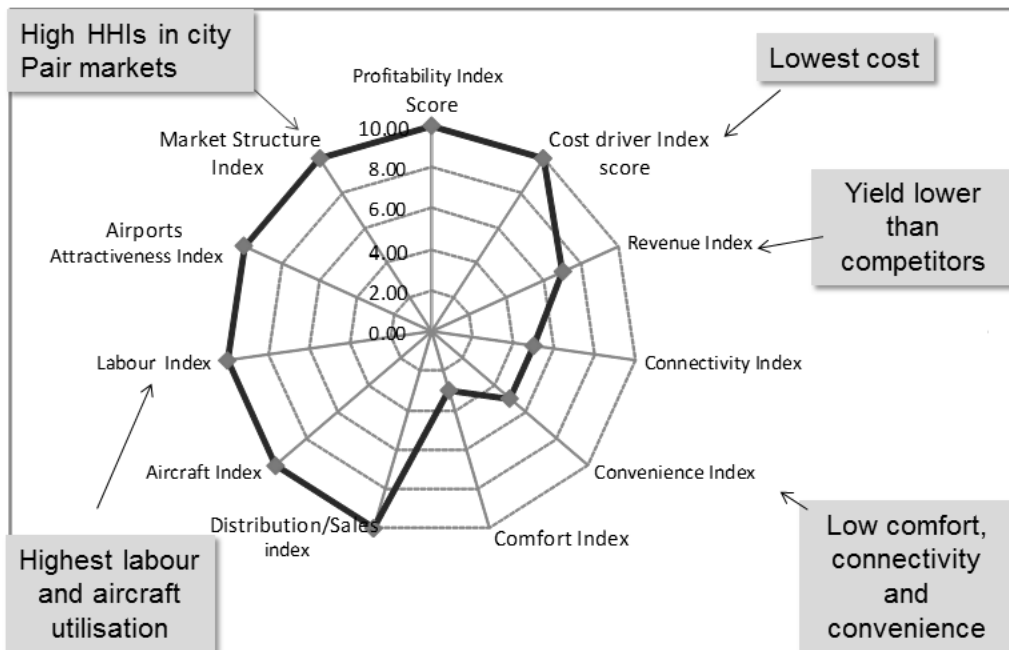 High HHIs in city
Pair markets
Profitability Index
Score
Lowest cost
Market Structure
Index
Cost driver Index
score
Airports
Attractiveness Index
Revenue Index
Yield lower
than
competitors
10.00
8.00
6.00
4.00
2.00
0.00
Labour Index
Connectivity Index
Aircraft Index
Convenience Index
Distribution/Sales
index
Comfort Index
Highest labour
and aircraft
utilisation
Low comfort,
connectivity
and
convenience